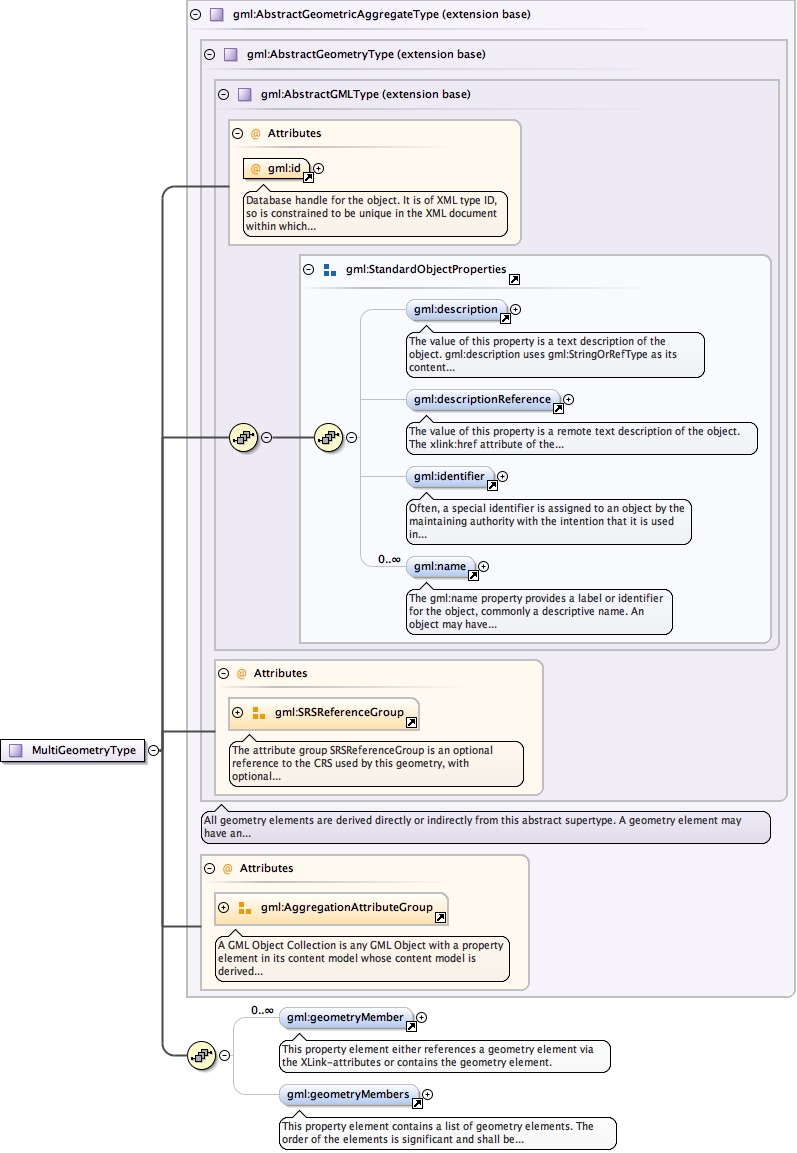 gml:AbstractGeometricAggregateType (extension base)
gml:AbstractGeometryType (extension base)
gml:AbstractGMLType (extension base)
@ Attributes
@ gml:id
Database handle for the object. It is of XML type ID,
so is constrained to be unique in the XML document
within which...
gml:StandardObjectProperties
gml:description
The value of this property is a text description of the
object. gml:description uses gml:StringOrRefType as its
content...
gml:descriptionReference
The value of this property is a remote text description of the object.
The xlink:href attribute of the...
gml:identifier
Often, a special identifier is assigned to an object by the
maintaining authority with the intention that it is used
in...
0..∞
gml:name
The gml:name property provides a label or identifier
for the object, commonly a descriptive name. An
object may have...
@ Attributes
gml:SRSReferenceGroup
The attribute group SRSReferenceGroup is an optional
reference to the CRS used by this geometry, with
optional...
MultiGeometryType
All geometry elements are derived directly or indirectly from this abstract supertype. A geometry element may
have an...
@ Attributes
gml:AggregationAttributeGroup
A GML Object Collection is any GML Object with a property
element in its content model whose content model is
derived...
0..∞
gml:geometryMember
This property element either references a geometry element via
the XLink-attributes or contains the geometry element.
gml:geometryMembers
This property element contains a list of geometry elements. The
order of the elements is significant and shall be...